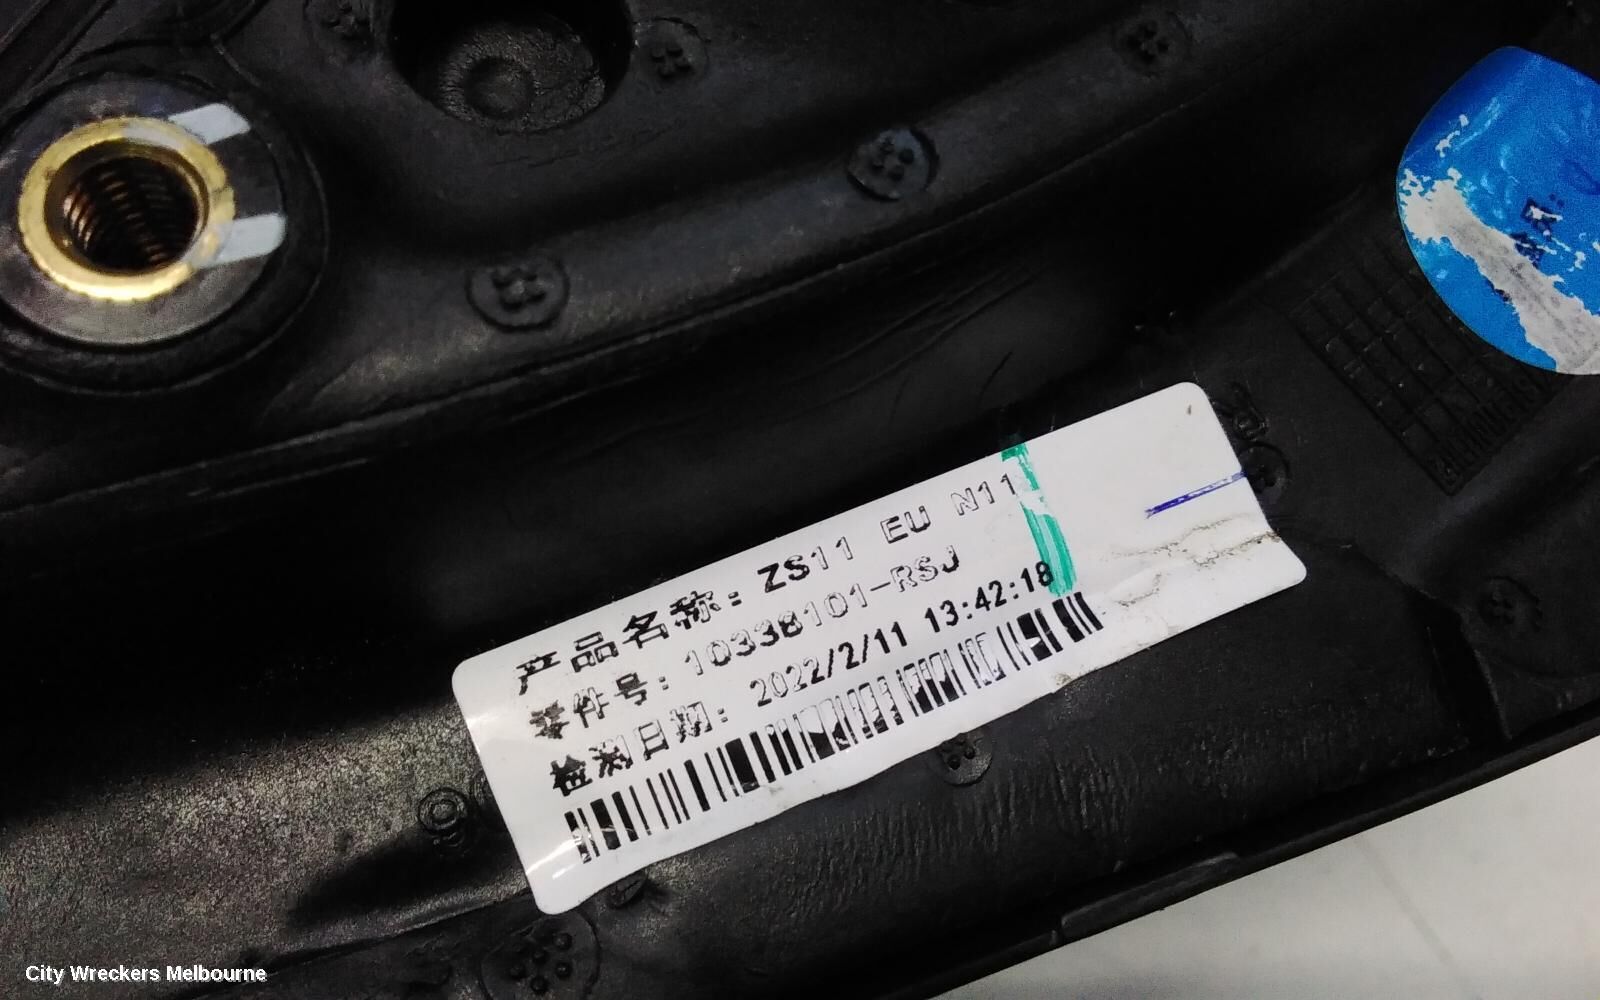 产品名称: ZS11 EU N11
零件号: 10338101-RSJ
检测日期: 2022/2/11 13:42:18
City Wreckers Melbourne